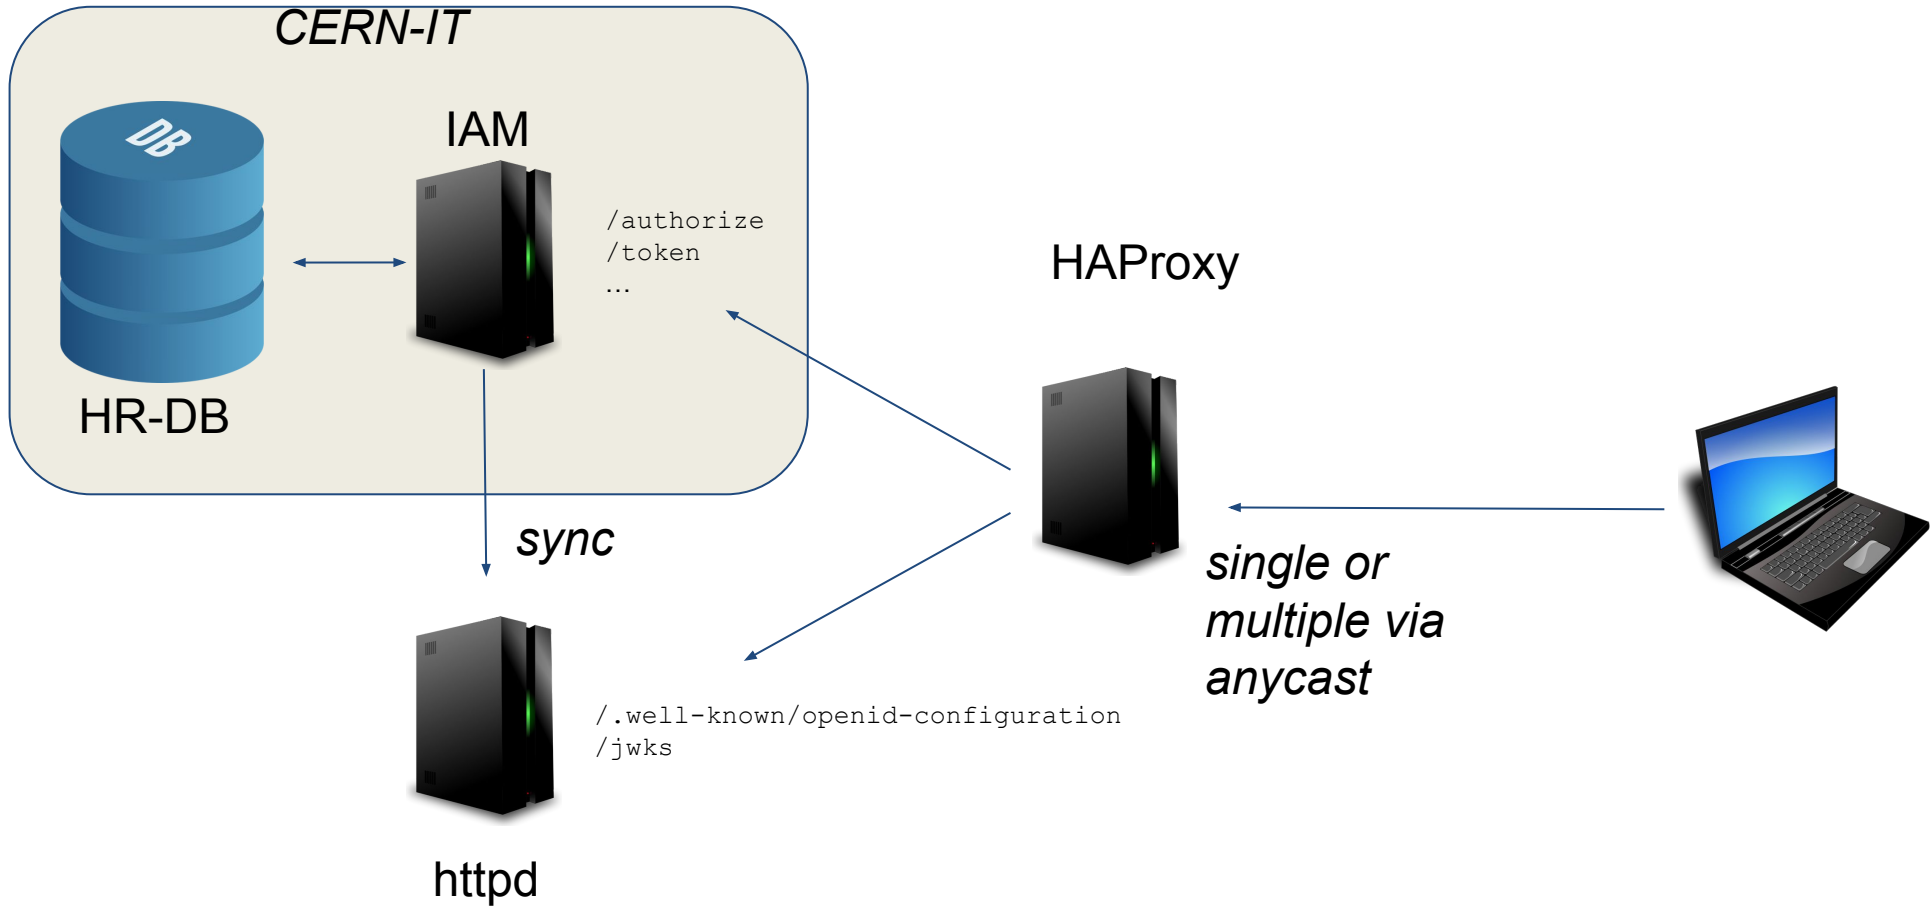 CERN-IT
DB
IAM
/authorize
/token
...
HR-DB
HAProxy
sync
single or
multiple via
anycast
/.well-known/openid-configuration
/jwks
httpd